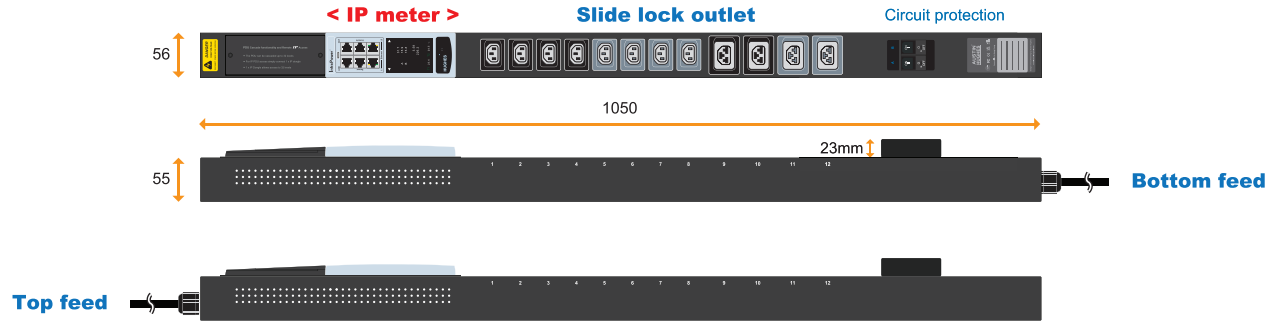 < IP meter >
Slide lock outlet
Circuit protection
56
InfraPower
HUGHES
1050
23mm
55
1 2 3 4 5 6 7 8 9 10 11 12
Bottom feed
1 2 3 4 5 6 7 8 9 10 11 12
Top feed